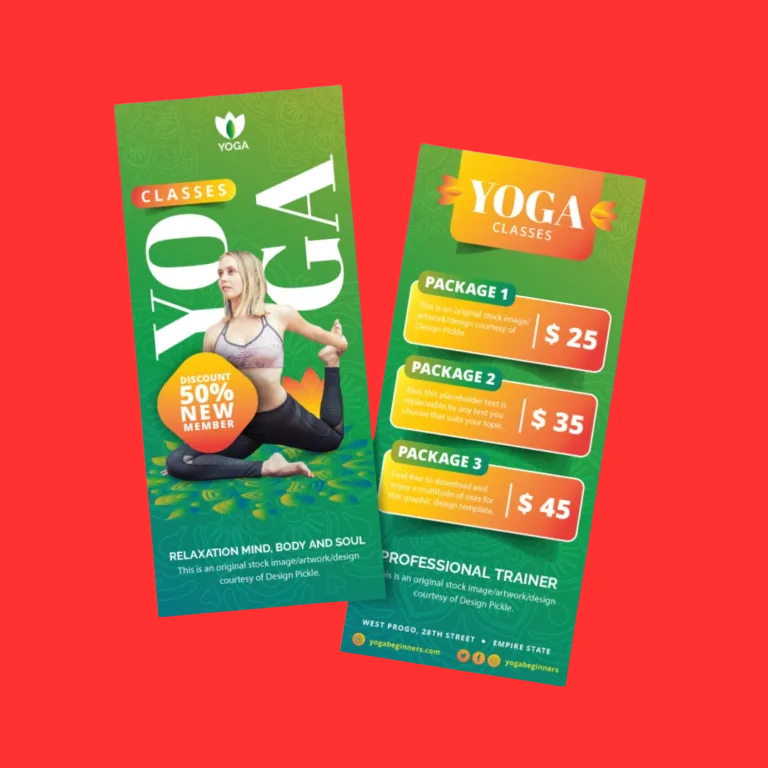 YOGA
CLASSES
YO
GA
DISCOUNT
50%
NEW
MEMBER
RELAXATION MIND, BODY AND SOUL
This is an original stock image/artwork/design
courtesy of Design Pickle.
YOGA
CLASSES
PACKAGE 1
This is an original stock image/
artwork/design courtesy of
Design Pickle.
$ 25
PACKAGE 2
Also, this placeholder text is
replaceable by any text you
choose that suits your topic.
$ 35
PACKAGE 3
Feel free to download and
enjoy a multitude of uses for
this graphic design template.
$ 45
PROFESSIONAL TRAINER
is is an original stock image/artwork/design
courtesy of Design Pickle.
WEST PROGO, 28TH STREET • EMPIRE STATE
yogabeginners.com
yogabeginners